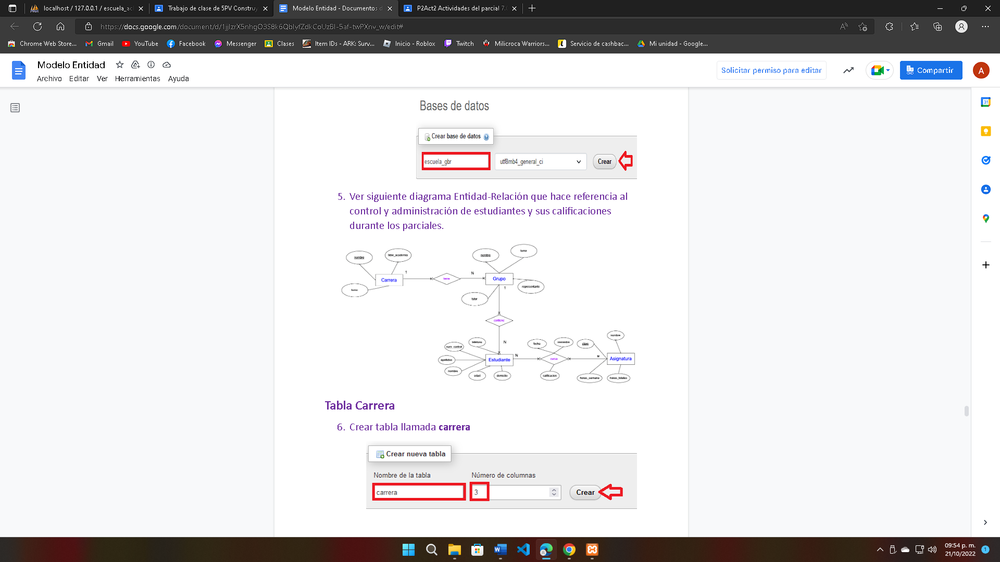 localhost / 127.0.0.1 / escuela_acl
Trabajo de clase de 5PV Construy
Modelo Entidad - Documentos d
P2Act2 Actividades del parcial 7.0
https://docs.google.com/document/d/1jjIzrX5nhgO3S8k6QblyfZdkCoUzBI-5af-twPXnv_w/edit#
Chrome Web Store...
Gmail
YouTube
Facebook
Messenger
Clases
Item IDs - ARK: Surv...
Inicio - Roblox
Twitch
Milicroca Warriors...
Servicio de cashbac...
Mi unidad - Google...
Modelo Entidad
Archivo Editar Ver Herramientas Ayuda
Solicitar permiso para editar
Compartir
A
31
Bases de datos
Crear base de datos
escuela_gbr
utf8mb4_general_ci
Crear
5. Ver siguiente diagrama Entidad-Relación que hace referencia al
control y administración de estudiantes y sus calificaciones
durante los parciales.
nombre
lider_academia
nombre
turno
1
N
Carrera
tiene
Grupo
turno
1
representante
tutor
contiene
nombre
telefono
N
fecha
semestre
clave
num_control
apellidos
Estudiante
N
cursa
M
Asignatura
nombre
edad
domicilio
calificacion
horas_semana
horas_totales
Tabla Carrera
6. Crear tabla llamada carrera
Crear nueva tabla
Nombre de la tabla
Número de columnas
carrera
3
Crear
09:54 p. m.
21/10/2022
1